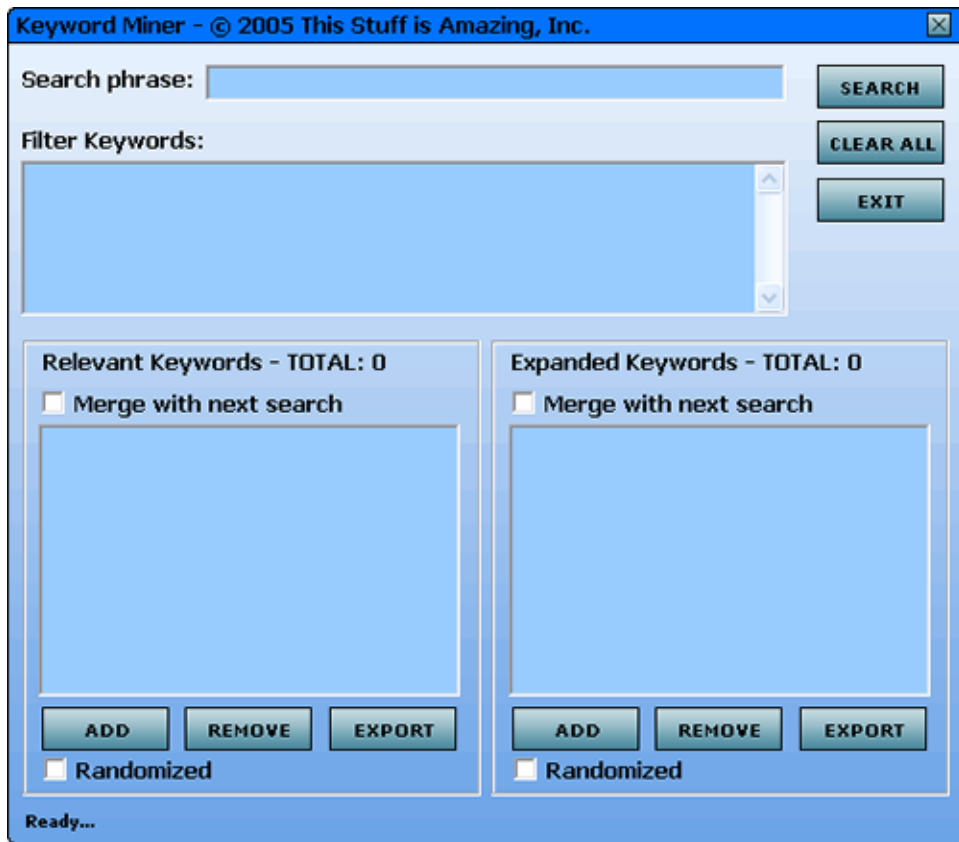 Keyword Miner - © 2005 This Stuff is Amazing, Inc.
Search phrase:
SEARCH
Filter Keywords:
CLEAR ALL
EXIT
Relevant Keywords - TOTAL: 0
Merge with next search
ADD REMOVE EXPORT
Randomized
Expanded Keywords - TOTAL: 0
Merge with next search
ADD REMOVE EXPORT
Randomized
Ready...